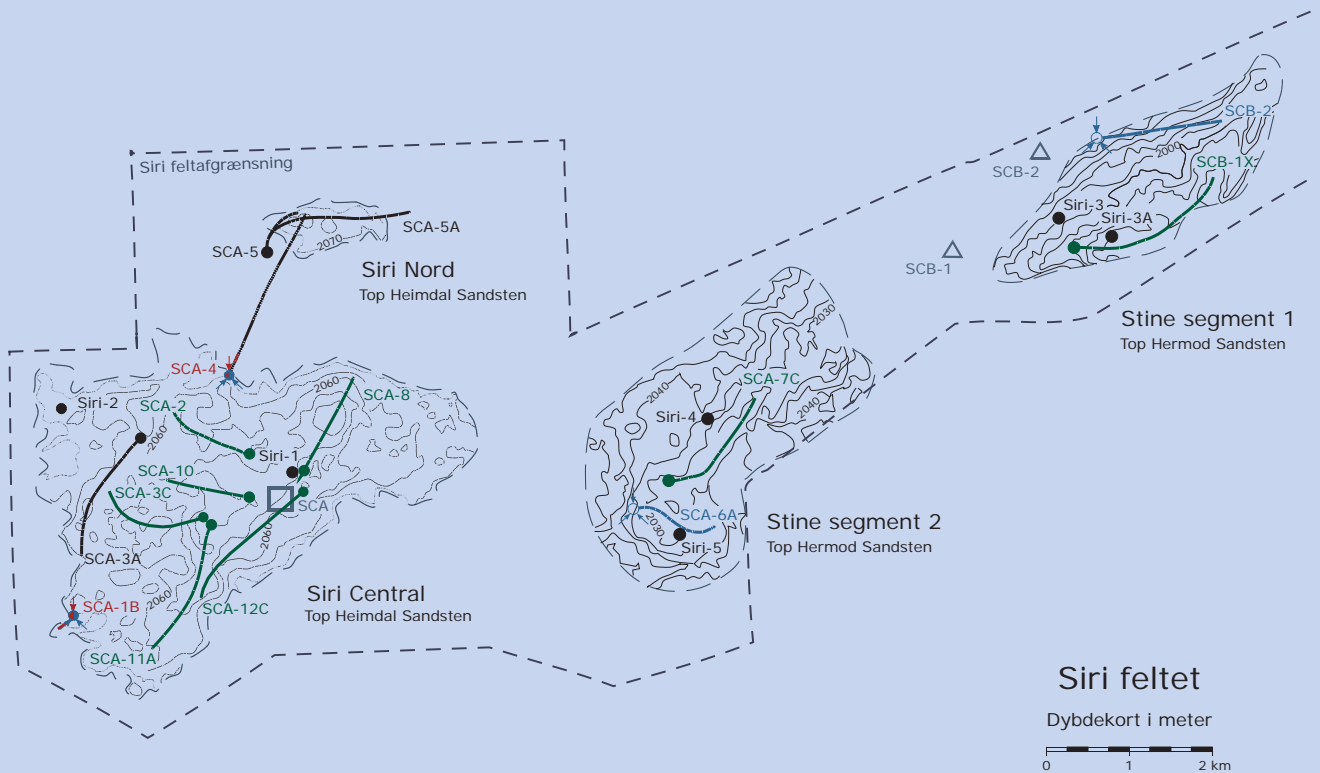 Siri feltafgrænsning
SCA-5
SCA-5A
2070
Siri Nord
Top Heimdal Sandsten
SCB-2
SCB-2
2000
SCB-1X
Siri-3
Siri-3A
SCB-1
Stine segment 1
Top Hermod Sandsten
SCA-4
2060
SCA-8
Siri-2
SCA-2
2060
Siri-1
SCA-10
SCA-3C
SCA
2060
SCA-3A
2060
SCA-1B
SCA-12C
SCA-11A
Siri Central
Top Heimdal Sandsten
2030
2040
SCA-7C
2040
Siri-4
SCA-6A
2030
Siri-5
Stine segment 2
Top Hermod Sandsten
Siri feltet
Dybdekort i meter
0 1 2 km